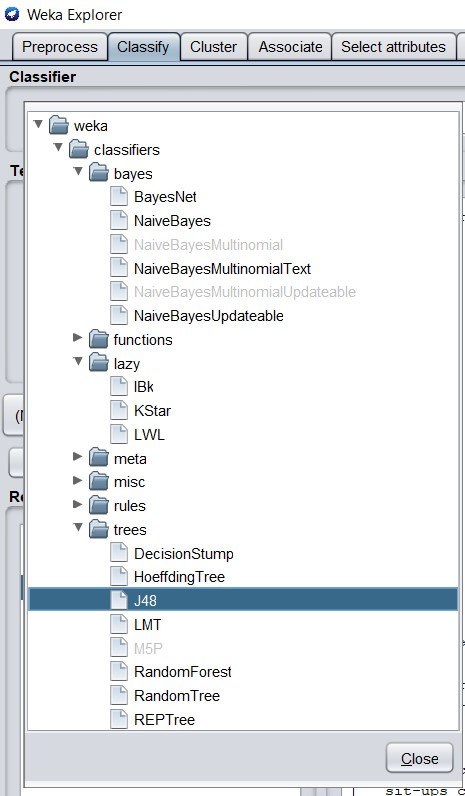 Weka Explorer
Preprocess Classify Cluster Associate Select attributes
Classifier
weka
classifiers
bayes
BayesNet
NaiveBayes
NaiveBayesMultinomial
NaiveBayesMultinomialText
NaiveBayesMultinomialUpdateable
NaiveBayesUpdateable
functions
lazy
IBk
KStar
LWL
meta
misc
rules
trees
DecisionStump
HoeffdingTree
J48
LMT
M5P
RandomForest
RandomTree
REPTree
Close
sit-ups